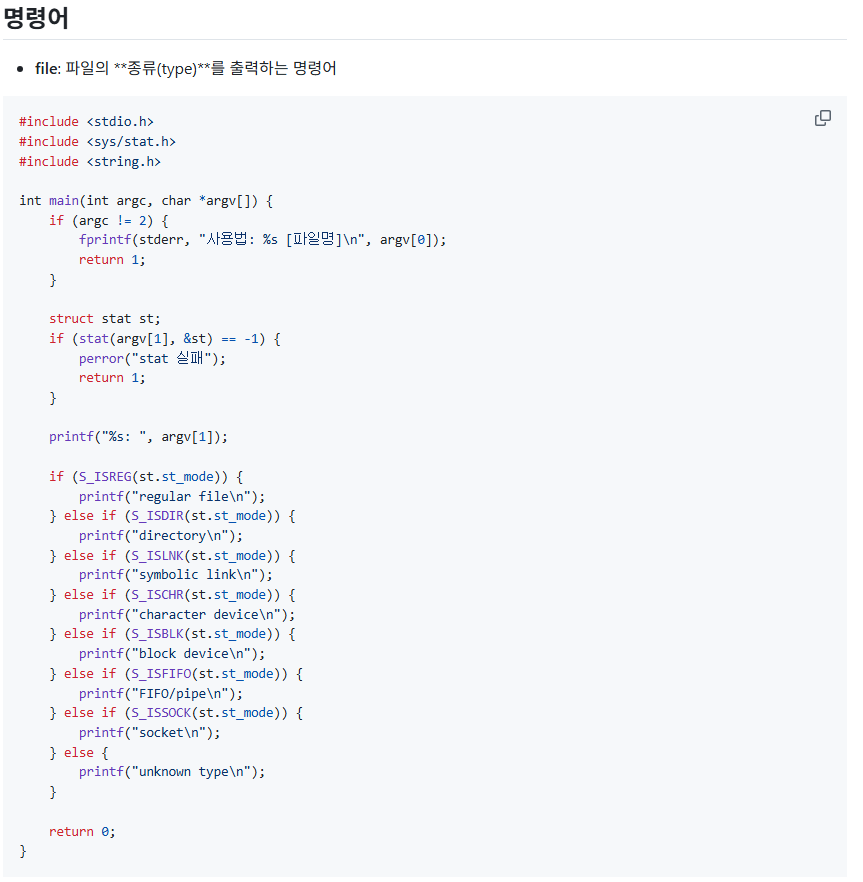 명령어
• file: 파일의 **종류(type)**를 출력하는 명령어
#include <stdio.h>
#include <sys/stat.h>
#include <string.h>
int main(int argc, char *argv[]) {
    if (argc != 2) {
        fprintf(stderr, "사용법: %s [파일명]\n", argv[0]);
        return 1;
    }
    struct stat st;
    if (stat(argv[1], &st) == -1) {
        perror("stat 실패");
        return 1;
    }
    printf("%s: ", argv[1]);
    if (S_ISREG(st.st_mode)) {
        printf("regular file\n");
    } else if (S_ISDIR(st.st_mode)) {
        printf("directory\n");
    } else if (S_ISLNK(st.st_mode)) {
        printf("symbolic link\n");
    } else if (S_ISCHR(st.st_mode)) {
        printf("character device\n");
    } else if (S_ISBLK(st.st_mode)) {
        printf("block device\n");
    } else if (S_ISFIFO(st.st_mode)) {
        printf("FIFO/pipe\n");
    } else if (S_ISSOCK(st.st_mode)) {
        printf("socket\n");
    } else {
        printf("unknown type\n");
    }
    return 0;
}